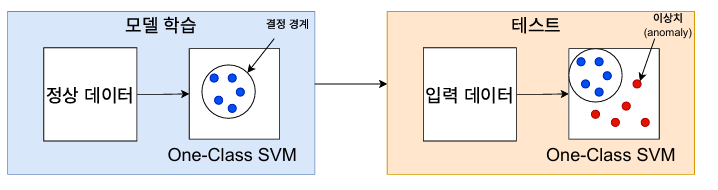 모델 학습
결정 경계
정상 데이터
One-Class SVM
테스트
이상치
(anomaly)
입력 데이터
One-Class SVM